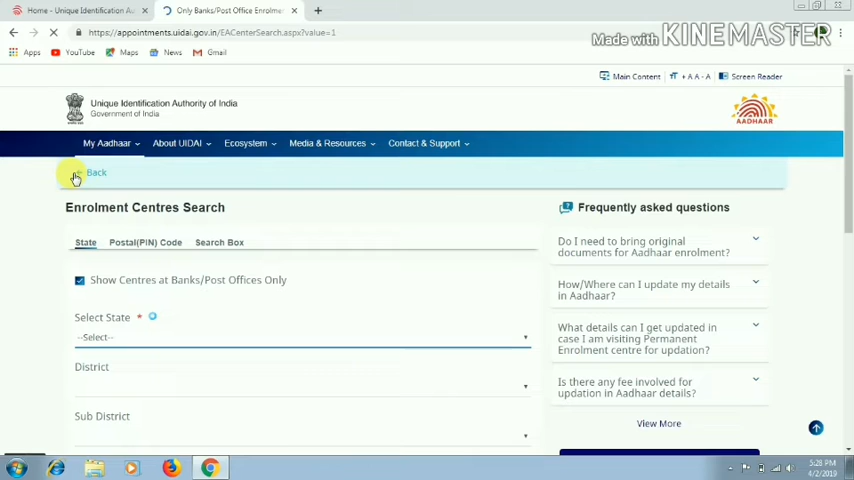 Home - Unique Identification Au
Only Banks/Post Office Enrolmen
https://appointments.uidai.gov.in/EACenterSearch.aspx?value=1
Made with KINEMASTER
Apps YouTube Maps News Gmail
Main Content +A A -A Screen Reader
Unique Identification Authority of India
Government of India
AADHAAR
My Aadhaar About UIDAI Ecosystem Media & Resources Contact & Support
Back
Enrolment Centres Search
State Postal(PIN) Code Search Box
Show Centres at Banks/Post Offices Only
Select State *
--Select--
District
Sub District
Frequently asked questions
Do I need to bring original
documents for Aadhaar enrolment?
How/Where can I update my details
in Aadhaar?
What details can I get updated in
case I am visiting Permanent
Enrolment centre for updation?
Is there any fee involved for
updation in Aadhaar details?
View More
5:28 PM
4/2/2019